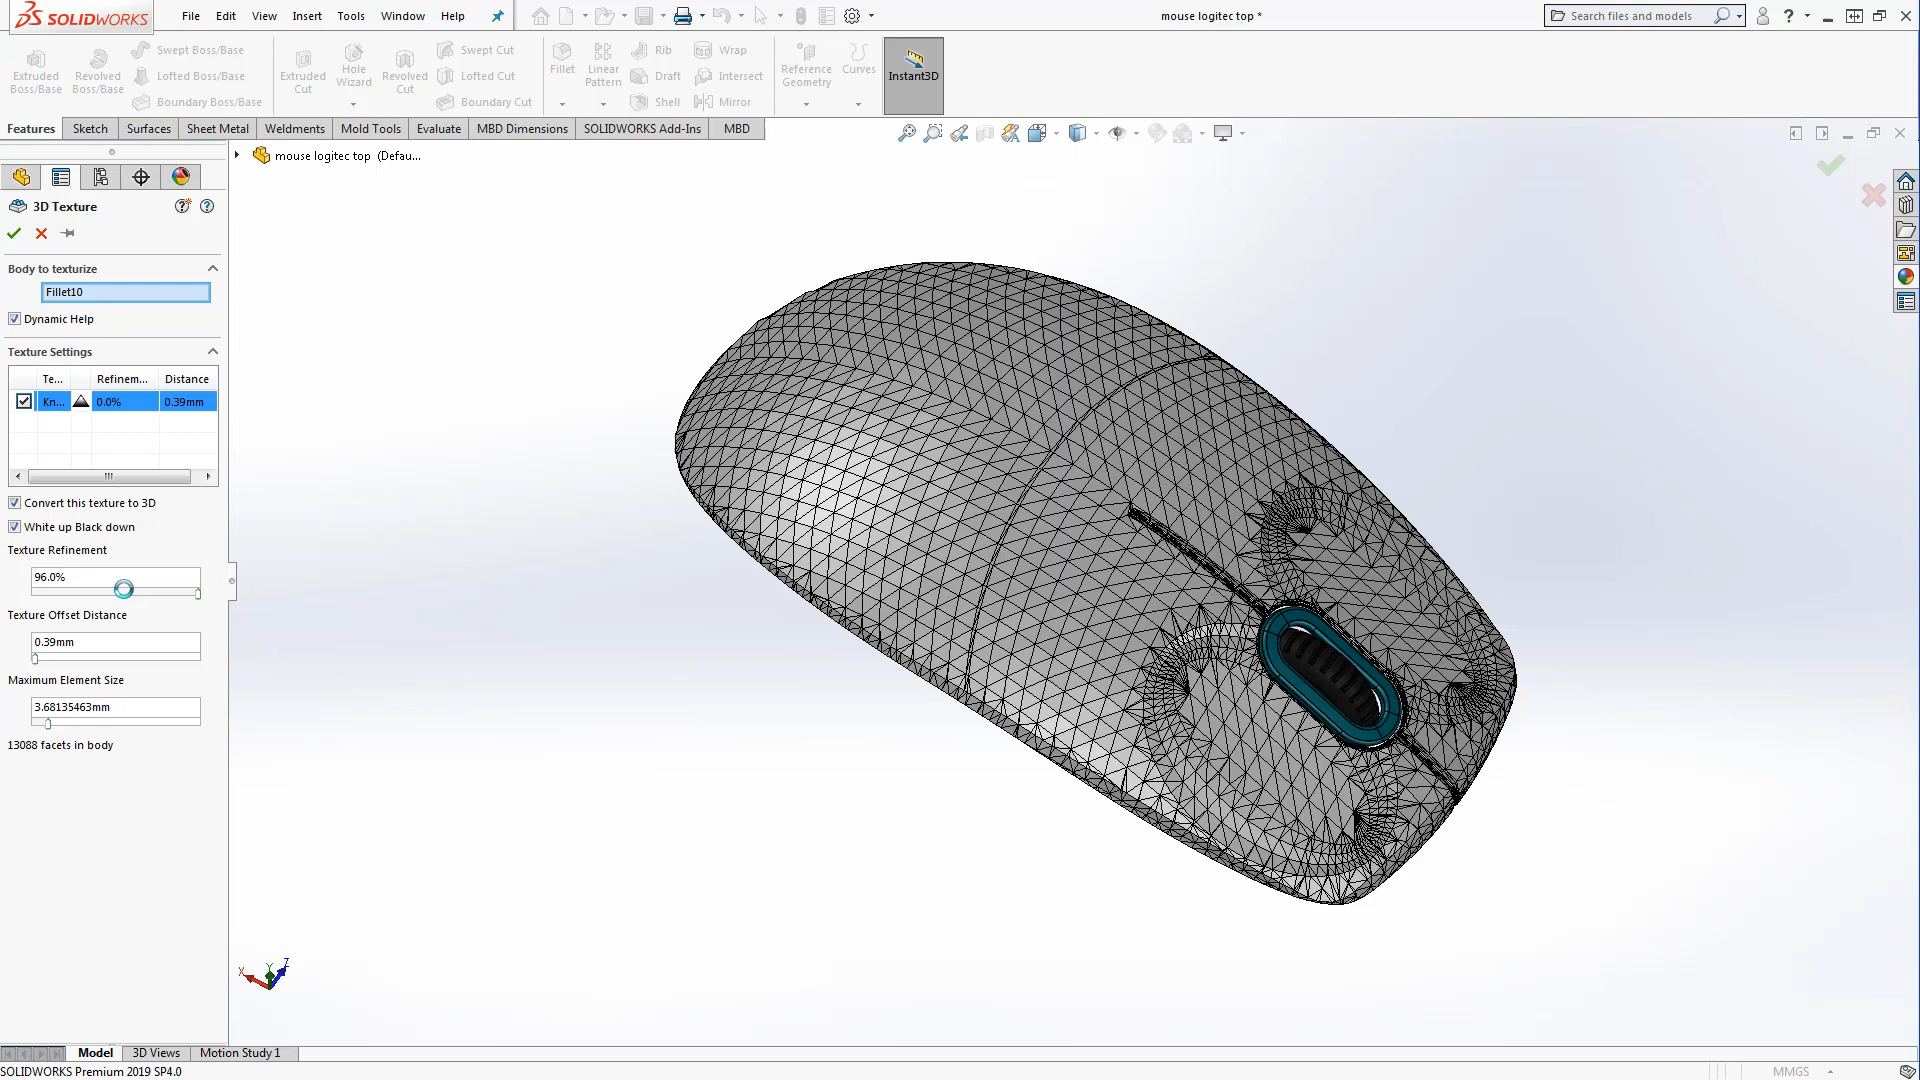 SOLIDWORKS
File Edit View Insert Tools Window Help
mouse logitec top *
Search files and models
Extruded Boss/Base
Revolved Boss/Base
Swept Boss/Base
Lofted Boss/Base
Boundary Boss/Base
Extruded Cut
Hole Wizard
Revolved Cut
Swept Cut
Lofted Cut
Boundary Cut
Fillet
Linear Pattern
Rib
Draft
Shell
Wrap
Intersect
Mirror
Reference Geometry
Curves
Instant3D
Features Sketch Surfaces Sheet Metal Weldments Mold Tools Evaluate MBD Dimensions SOLIDWORKS Add-Ins MBD
mouse logitec top (Defau...
3D Texture
Body to texturize
Fillet10
Dynamic Help
Texture Settings
Te... Refinem... Distance
Kn... 0.0% 0.39mm
Convert this texture to 3D
White up Black down
Texture Refinement
96.0%
Texture Offset Distance
0.39mm
Maximum Element Size
3.68135463mm
13088 facets in body
X Y Z
Model 3D Views Motion Study 1
SOLIDWORKS Premium 2019 SP4.0
MMGS